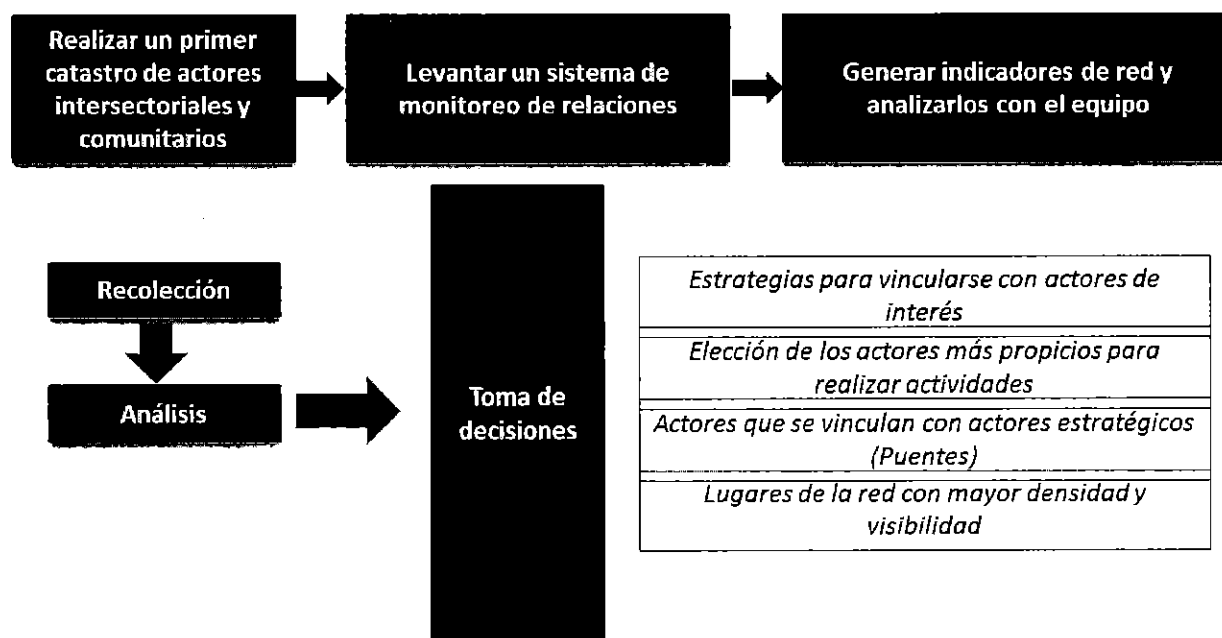 Realizar un primer
catastro de actores
intersectoriales y
comunitarios
Levantar un sistema de
monitoreo de relaciones
Generar indicadores de red y
analizarlos con el equipo
Recolección
Análisis
Toma de
decisiones
Estrategias para vincularse con actores de
interés
Elección de los actores más propicios para
realizar actividades
Actores que se vinculan con actores estratégicos
(Puentes)
Lugares de la red con mayor densidad y
visibilidad